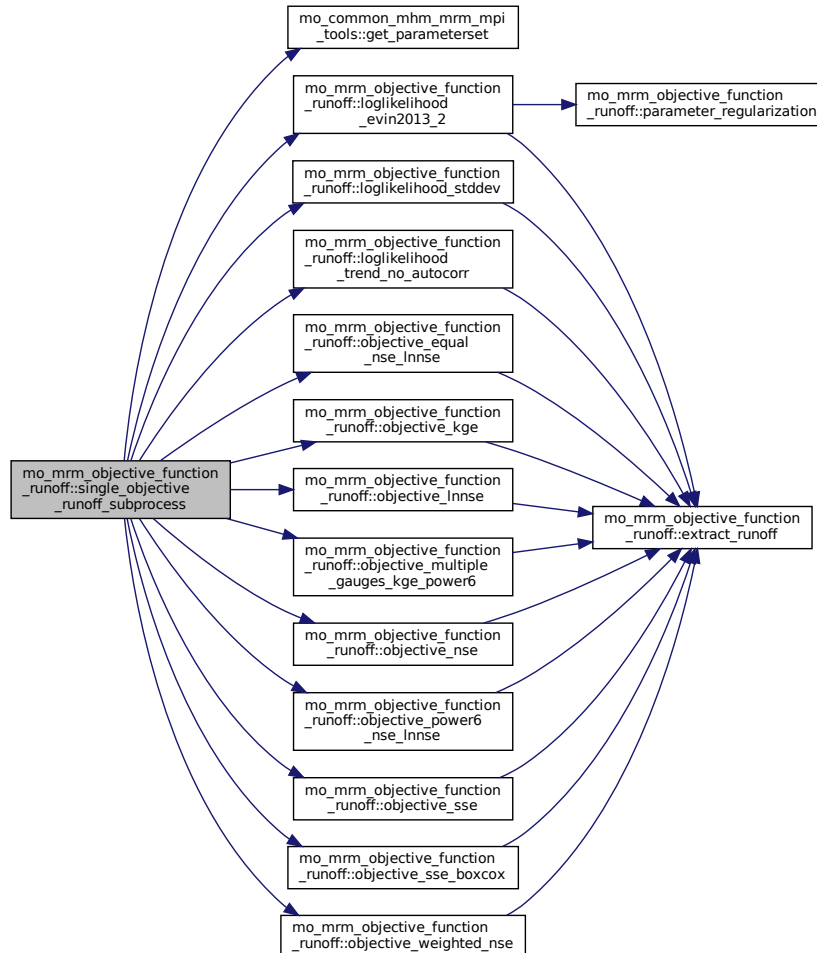 mo_common_mhm_mrm_mpi
_tools::get_parameterset
mo_mrm_objective_function
_runoff::loglikelihood
_evin2013_2
mo_mrm_objective_function
_runoff::parameter_regularization
mo_mrm_objective_function
_runoff::loglikelihood_stddev
mo_mrm_objective_function
_runoff::loglikelihood
_trend_no_autocorr
mo_mrm_objective_function
_runoff::objective_equal
_nse_lnnse
mo_mrm_objective_function
_runoff::objective_kge
mo_mrm_objective_function
_runoff::single_objective
_runoff_subprocess
mo_mrm_objective_function
_runoff::objective_lnnse
mo_mrm_objective_function
_runoff::extract_runoff
mo_mrm_objective_function
_runoff::objective_multiple
_gauges_kge_power6
mo_mrm_objective_function
_runoff::objective_nse
mo_mrm_objective_function
_runoff::objective_power6
_nse_lnnse
mo_mrm_objective_function
_runoff::objective_sse
mo_mrm_objective_function
_runoff::objective_sse_boxcox
mo_mrm_objective_function
_runoff::objective_weighted_nse